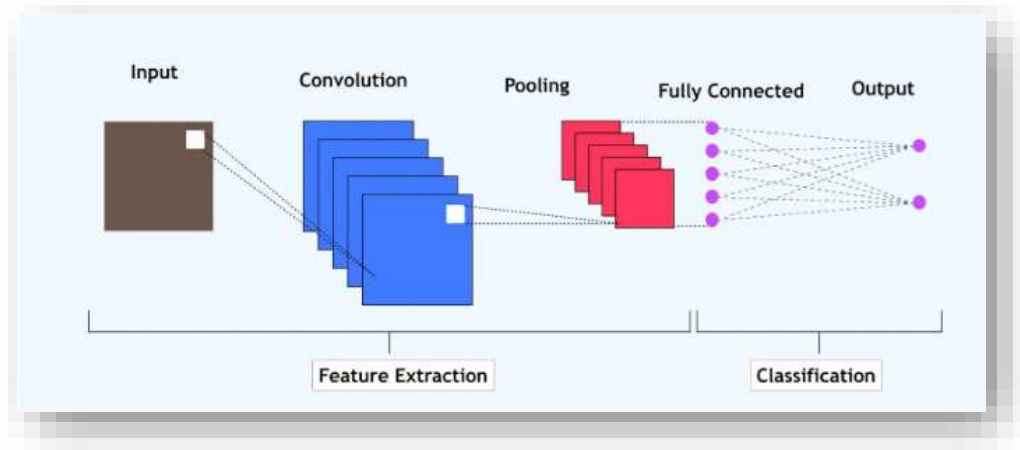 Input
Convolution
Pooling
Fully Connected
Output
Feature Extraction
Classification